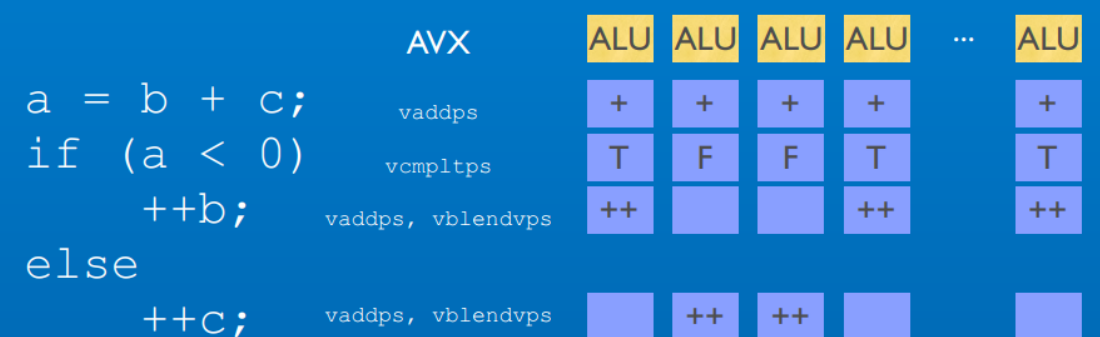 AVX ALU ALU ALU ALU ... ALU
a = b + c; vaddps + + + + +
if (a < 0) vcmpltps T F F T T
++b; vaddps, vblendvps ++ ++ ++
else
++c; vaddps, vblendvps ++ ++